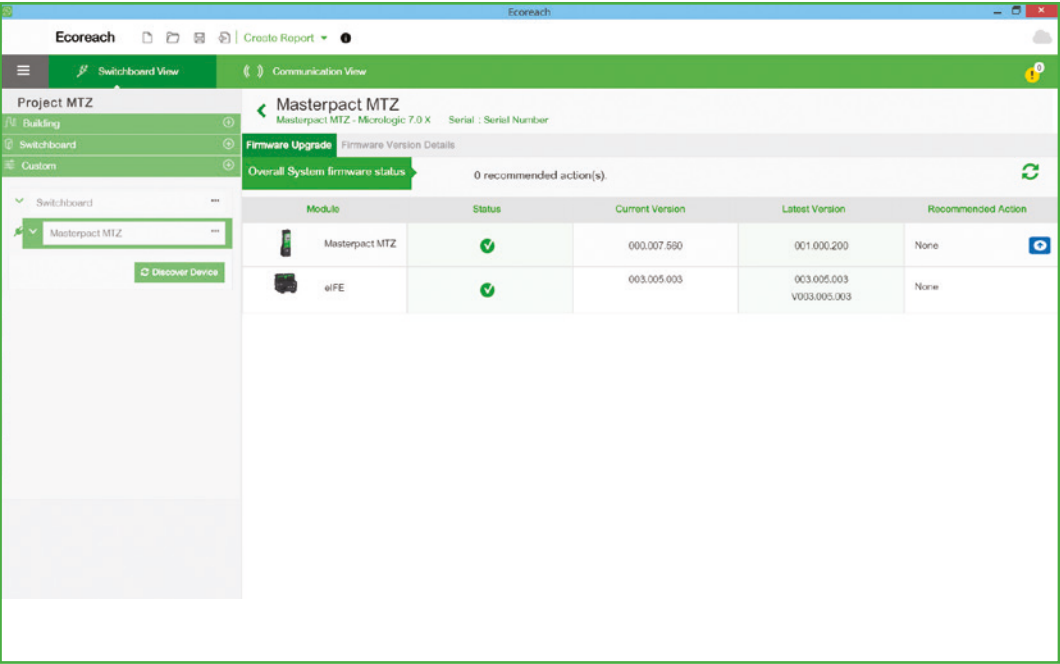 Ecoreach
Ecoreach Create Report
Switchboard View Communication View 0
Project MTZ
Building
Switchboard
Custom
Switchboard
Masterpact MTZ
Discover Device
Masterpact MTZ
Masterpact MTZ - Micrologic 7.0 X Serial : Serial Number
Firmware Upgrade Firmware Version Details
Overall System firmware status 0 recommended action(s).
Module Status Current Version Latest Version Recommended Action
Masterpact MTZ 000.007.560 001.000.200 None
eIFE 003.005.003 003.005.003 None
V003.005.003